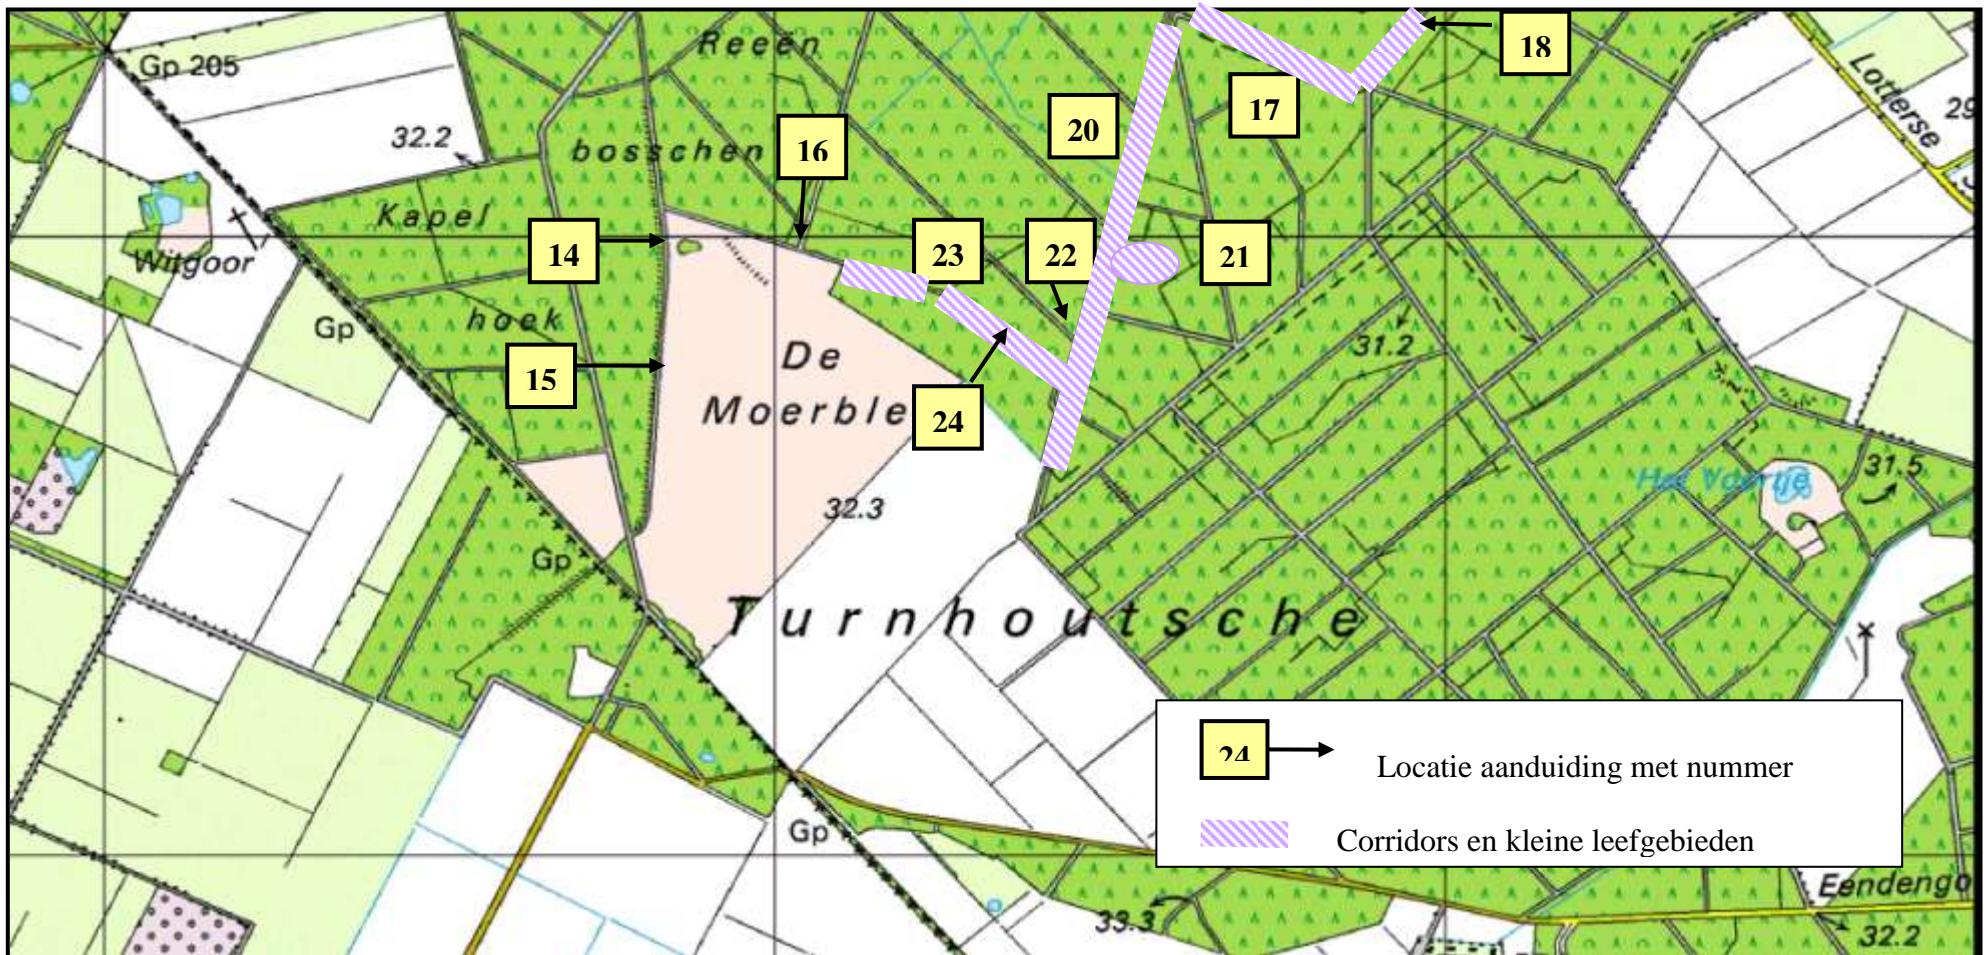 Reeën
Gp 205
18
Lotterse
29
17
20
32.2
bosschen
16
Kapel
14
23
22
21
Witgoor
hoek
Gp
31.2
15
De
Moerble
24
31.5
Het Voortje
32.3
Gp
Turnhoutsche
24
Locatie aanduiding met nummer
Gp
Corridors en kleine leefgebieden
Eendengo
33.3
32.2